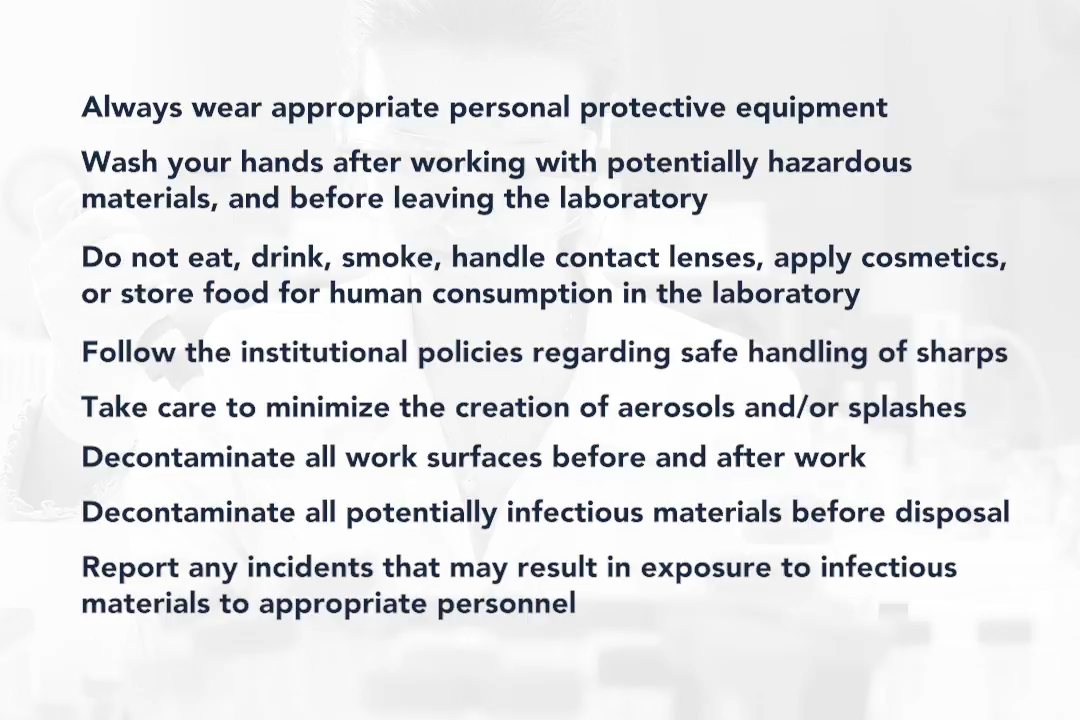 Always wear appropriate personal protective equipment
Wash your hands after working with potentially hazardous
materials, and before leaving the laboratory
Do not eat, drink, smoke, handle contact lenses, apply cosmetics,
or store food for human consumption in the laboratory
Follow the institutional policies regarding safe handling of sharps
Take care to minimize the creation of aerosols and/or splashes
Decontaminate all work surfaces before and after work
Decontaminate all potentially infectious materials before disposal
Report any incidents that may result in exposure to infectious
materials to appropriate personnel